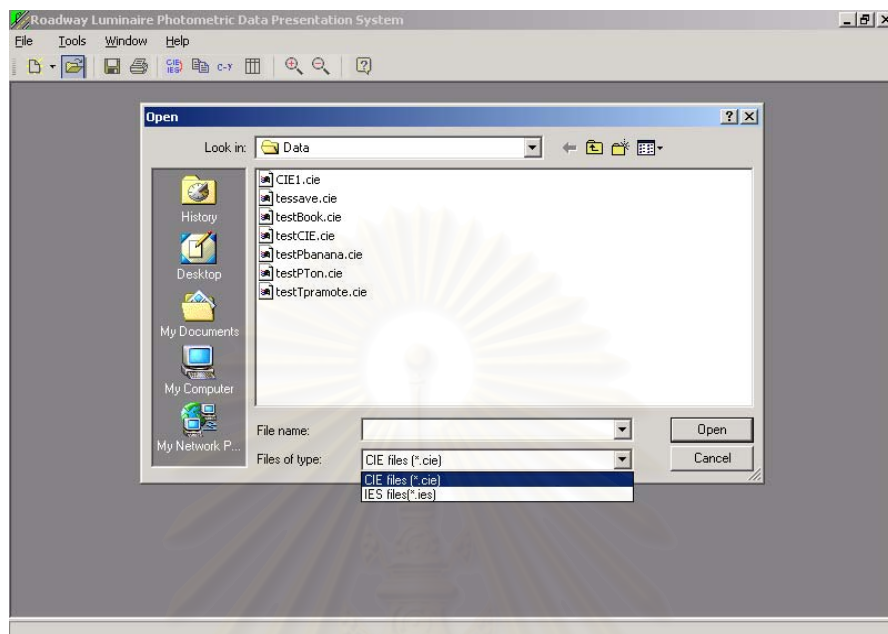 Roadway Luminaire Photometric Data Presentation System
File Tools Window Help
CIE IES C-γ
Open
Look in: Data
History
Desktop
My Documents
My Computer
My Network P...
CIE1.cie
tessave.cie
testBook.cie
testCIE.cie
testPbanana.cie
testPTon.cie
testTpramote.cie
File name:
Open
Files of type: CIE files (*.cie)
Cancel
CIE files (*.cie)
IES files(*.ies)